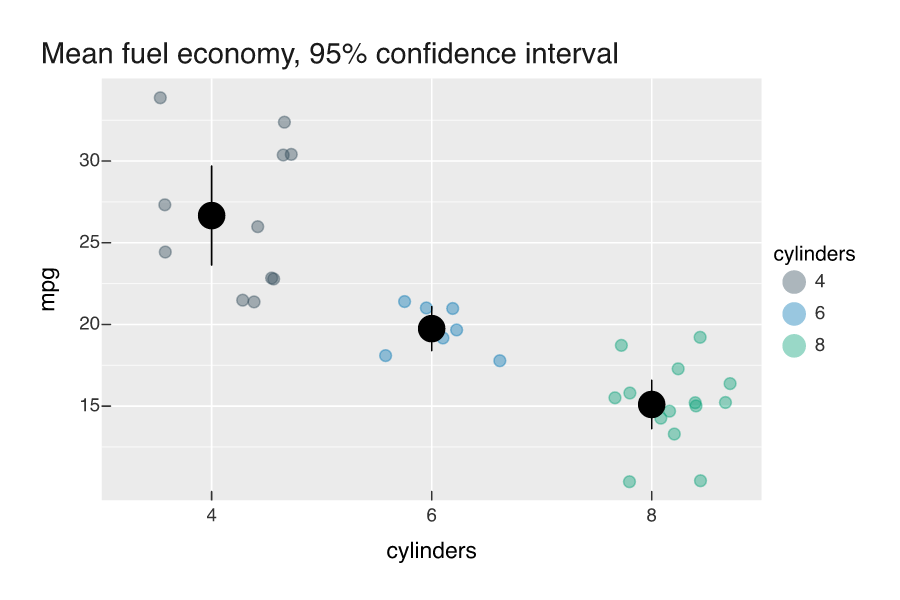 Mean fuel economy, 95% confidence interval
30
25
20
15
mpg
4
6
8
cylinders
cylinders
4
6
8